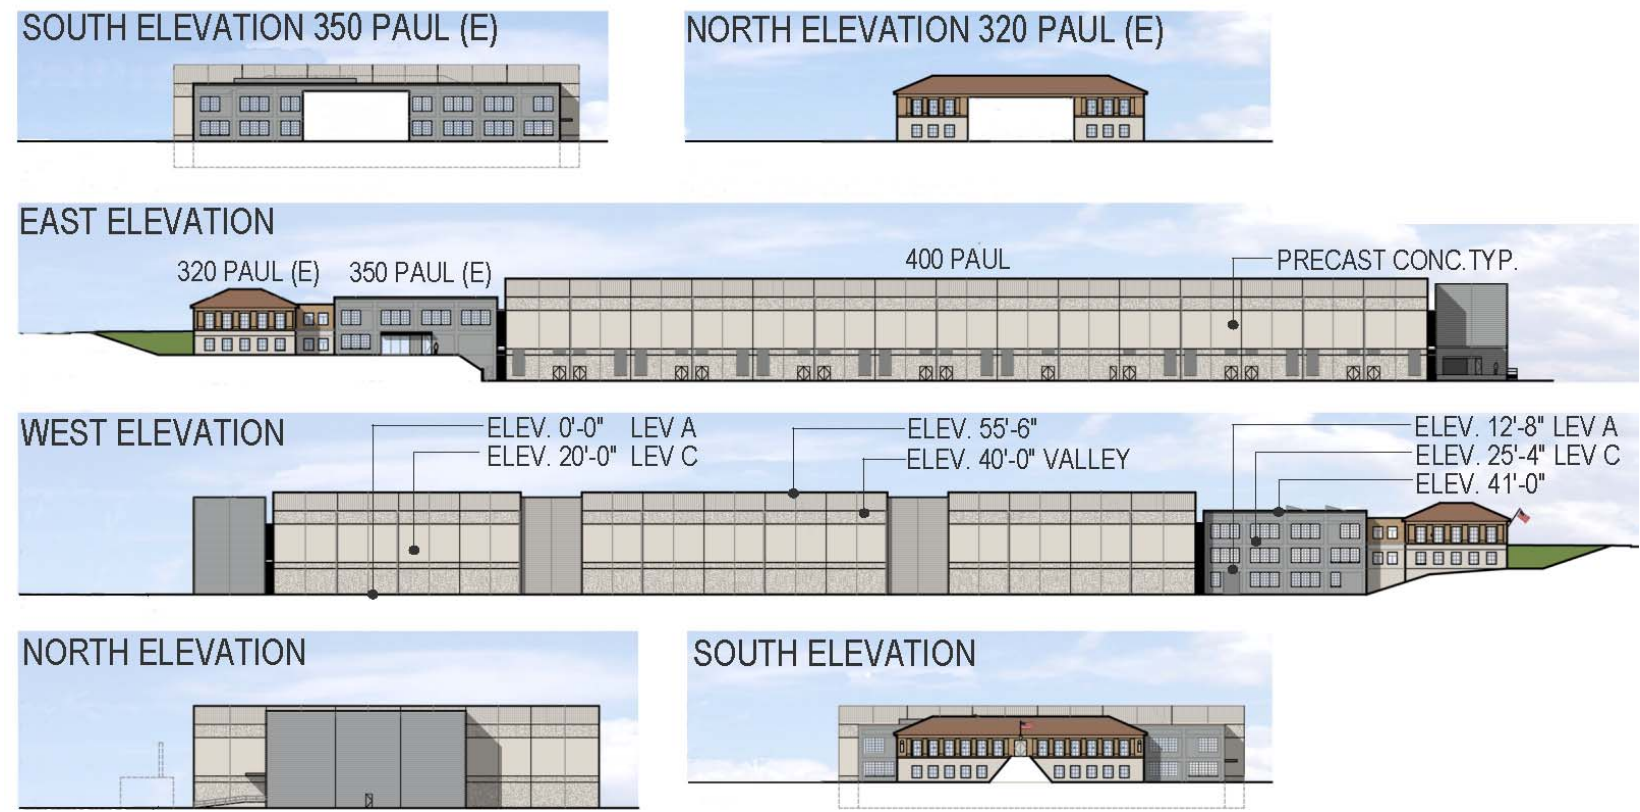 SOUTH ELEVATION 350 PAUL (E)
NORTH ELEVATION 320 PAUL (E)
EAST ELEVATION
320 PAUL (E)
350 PAUL (E)
400 PAUL
PRECAST CONC.TYP.
WEST ELEVATION
ELEV. 0'-0" LEV A
ELEV. 20'-0" LEV C
ELEV. 55'-6"
ELEV. 40'-0" VALLEY
ELEV. 12'-8" LEV A
ELEV. 25'-4" LEV C
ELEV. 41'-0"
NORTH ELEVATION
SOUTH ELEVATION